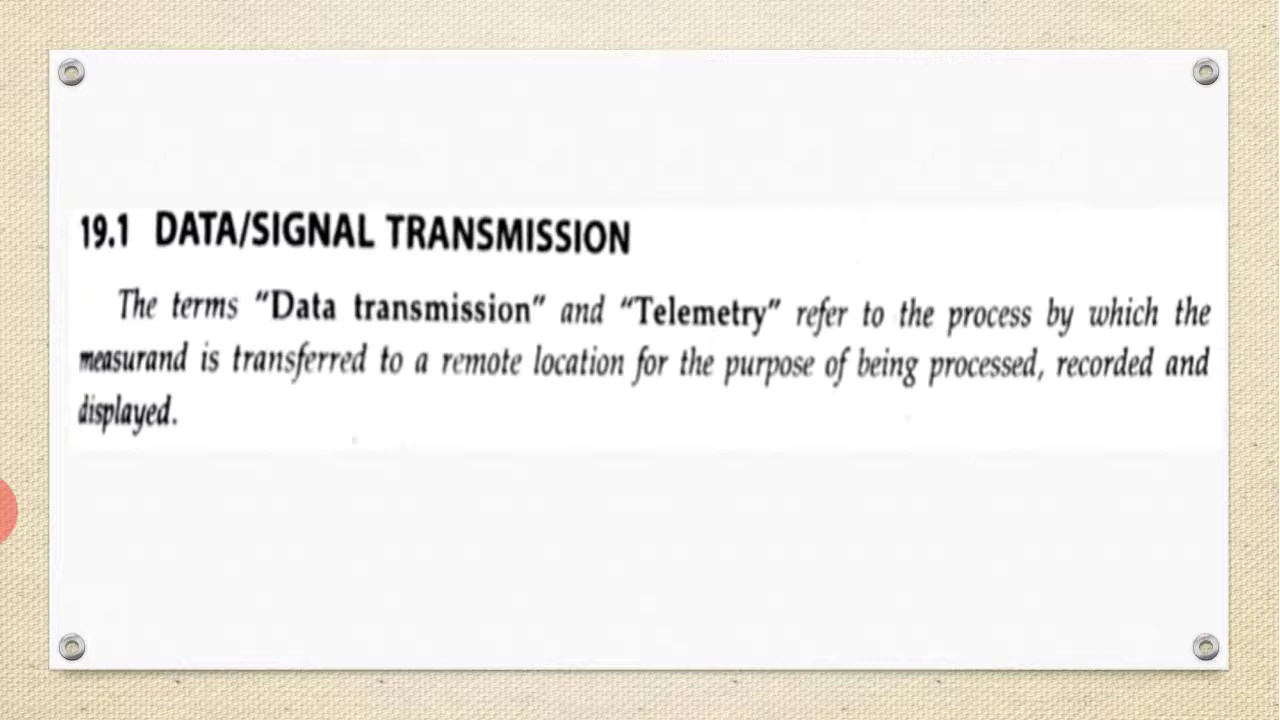 19.1 DATA/SIGNAL TRANSMISSION
The terms "Data transmission" and "Telemetry" refer to the process by which the
measurand is transferred to a remote location for the purpose of being processed, recorded and
displayed.